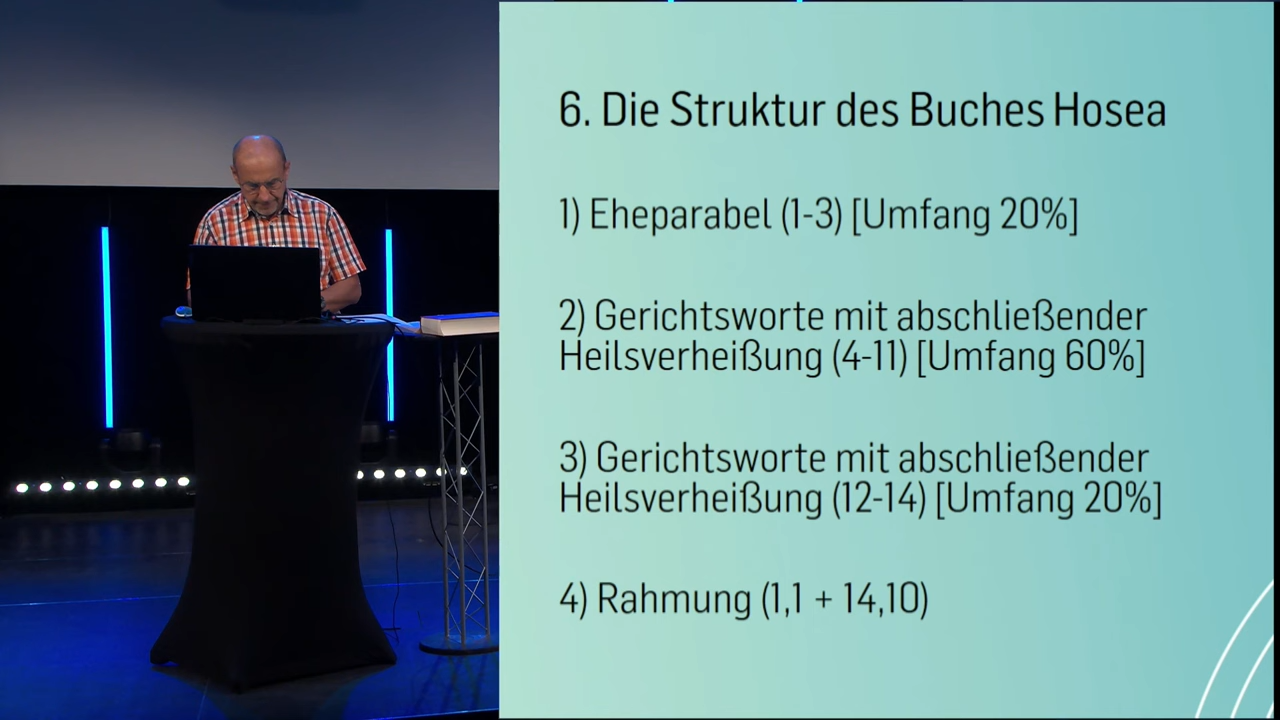 6. Die Struktur des Buches Hosea
1) Eheparabel (1-3) [Umfang 20%]
2) Gerichtsworte mit abschließender
Heilsverheißung (4-11) [Umfang 60%]
3) Gerichtsworte mit abschließender
Heilsverheißung (12-14) [Umfang 20%]
4) Rahmung (1,1 + 14,10)